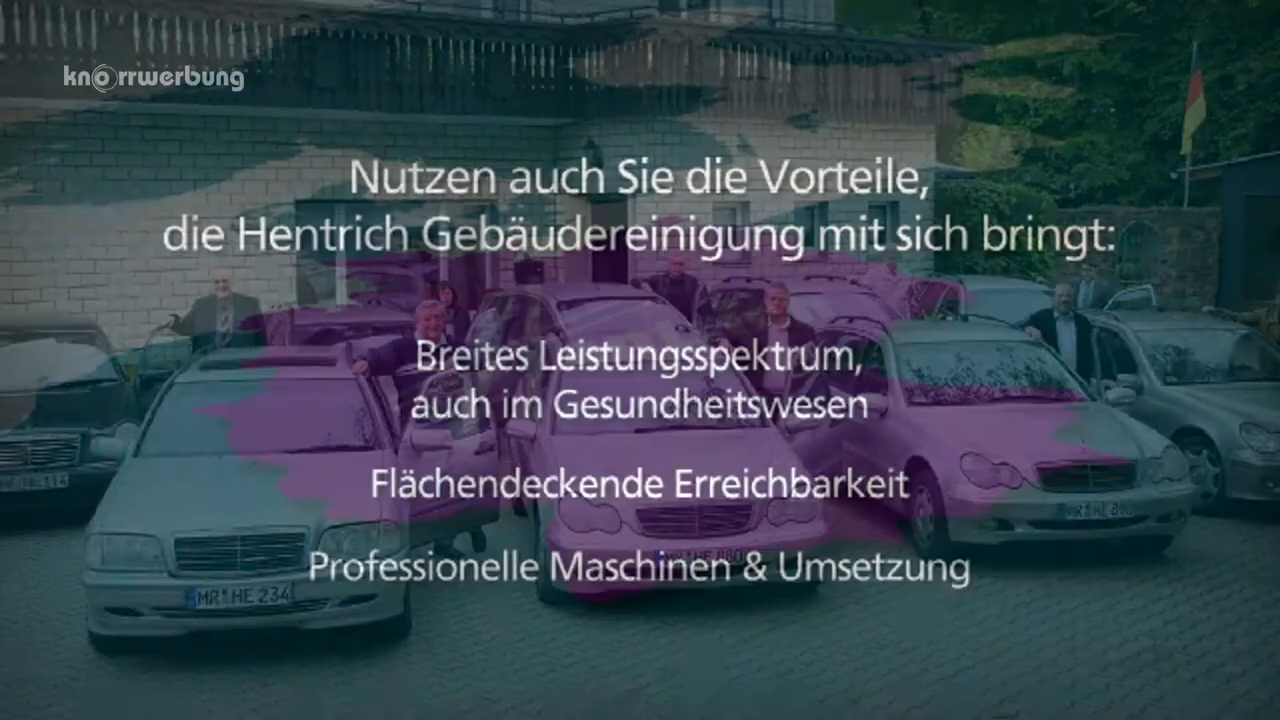 knorrwerbung
Nutzen auch Sie die Vorteile,
die Hentrich Gebäudereinigung mit sich bringt:
Breites Leistungsspektrum,
auch im Gesundheitswesen
Flächendeckende Erreichbarkeit
Professionelle Maschinen & Umsetzung
MR HE 234